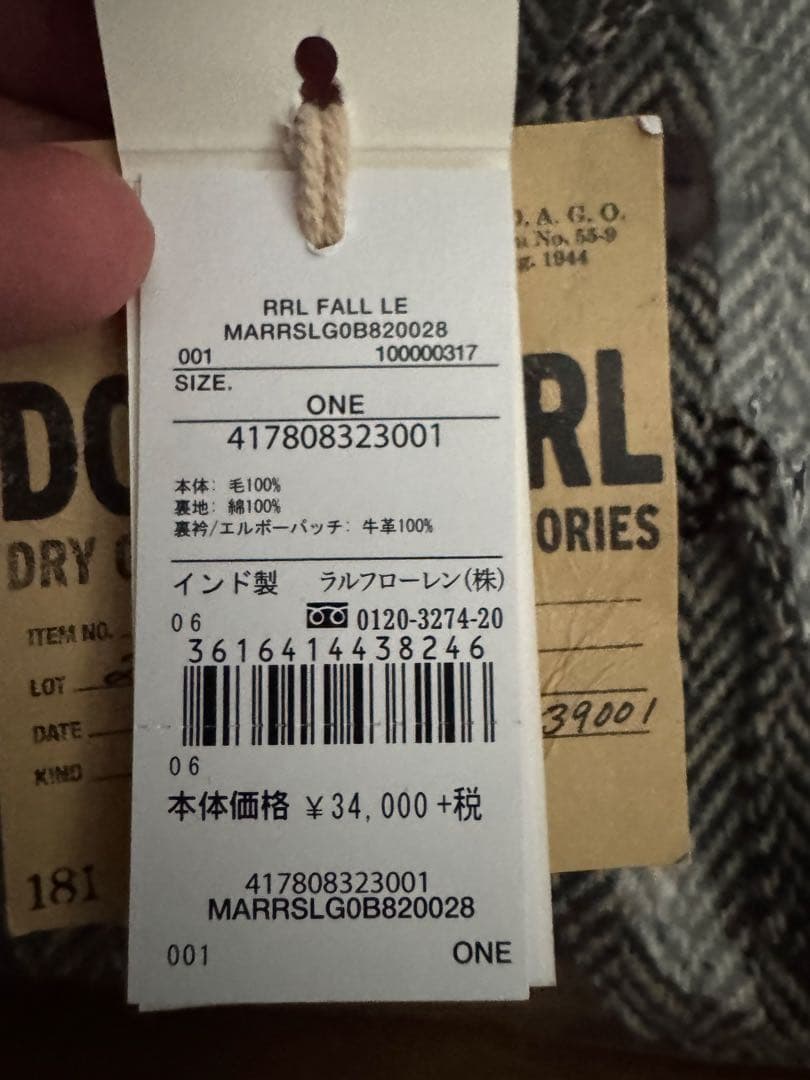 RRL FALL LE
MARRSLG0B820028
001 100000317
SIZE.
ONE
417808323001
本体: 毛100%
裏地: 綿100%
裏衿/エルボーパッチ: 牛革100%
インド製 ラルフローレン(株)
06 0120-3274-20
3616414438246
06
本体価格 ¥34,000+税
417808323001
MARRSLG0B820028
001 ONE
A. G. O.
No. 55-9
1944
RL
ORIES
39001
DRY
ITEM NO.
LOT
DATE
KIND
181